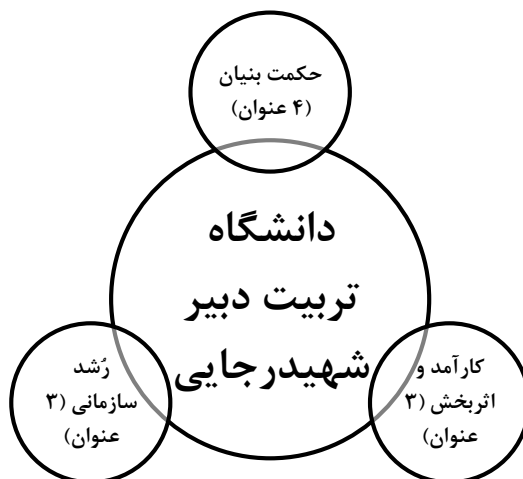 حکمت بنیان
(۴ عنوان)
دانشگاه
تربیت دبیر
شهیدرجایی
کارآمد و
اثربخش (۳
عنوان)
رُشد
سازمانی (۳
عنوان)